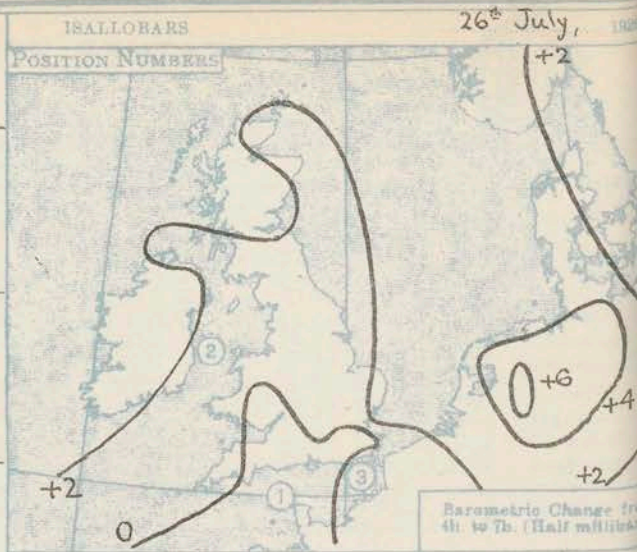 ISALLOBARS
26th July,
POSITION NUMBERS
+2
2
+6
+4
+2
+2
3
1
0
Barometric Change
4h. to 7h. (Half